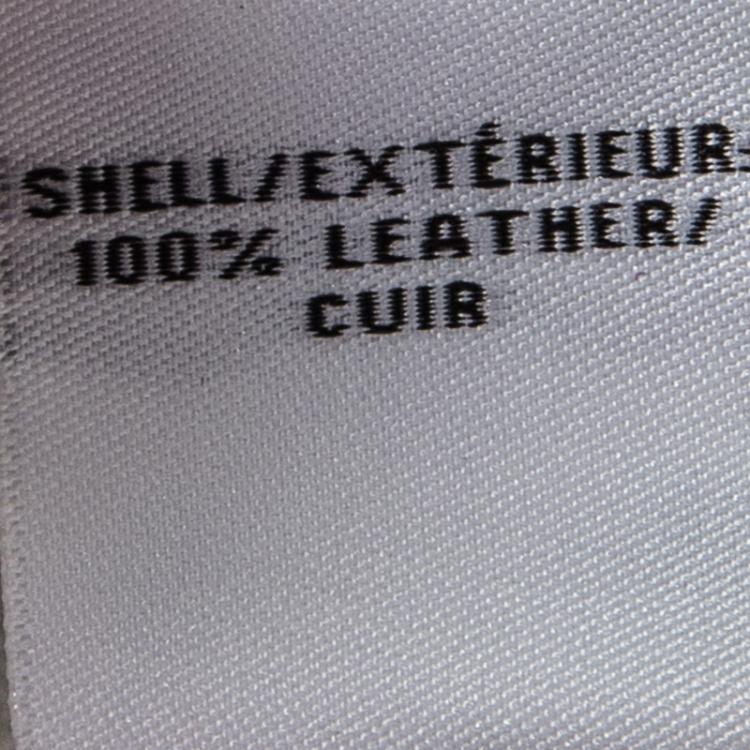 SHELL/EXTÉRIEUR-
100% LEATHER/
CUIR